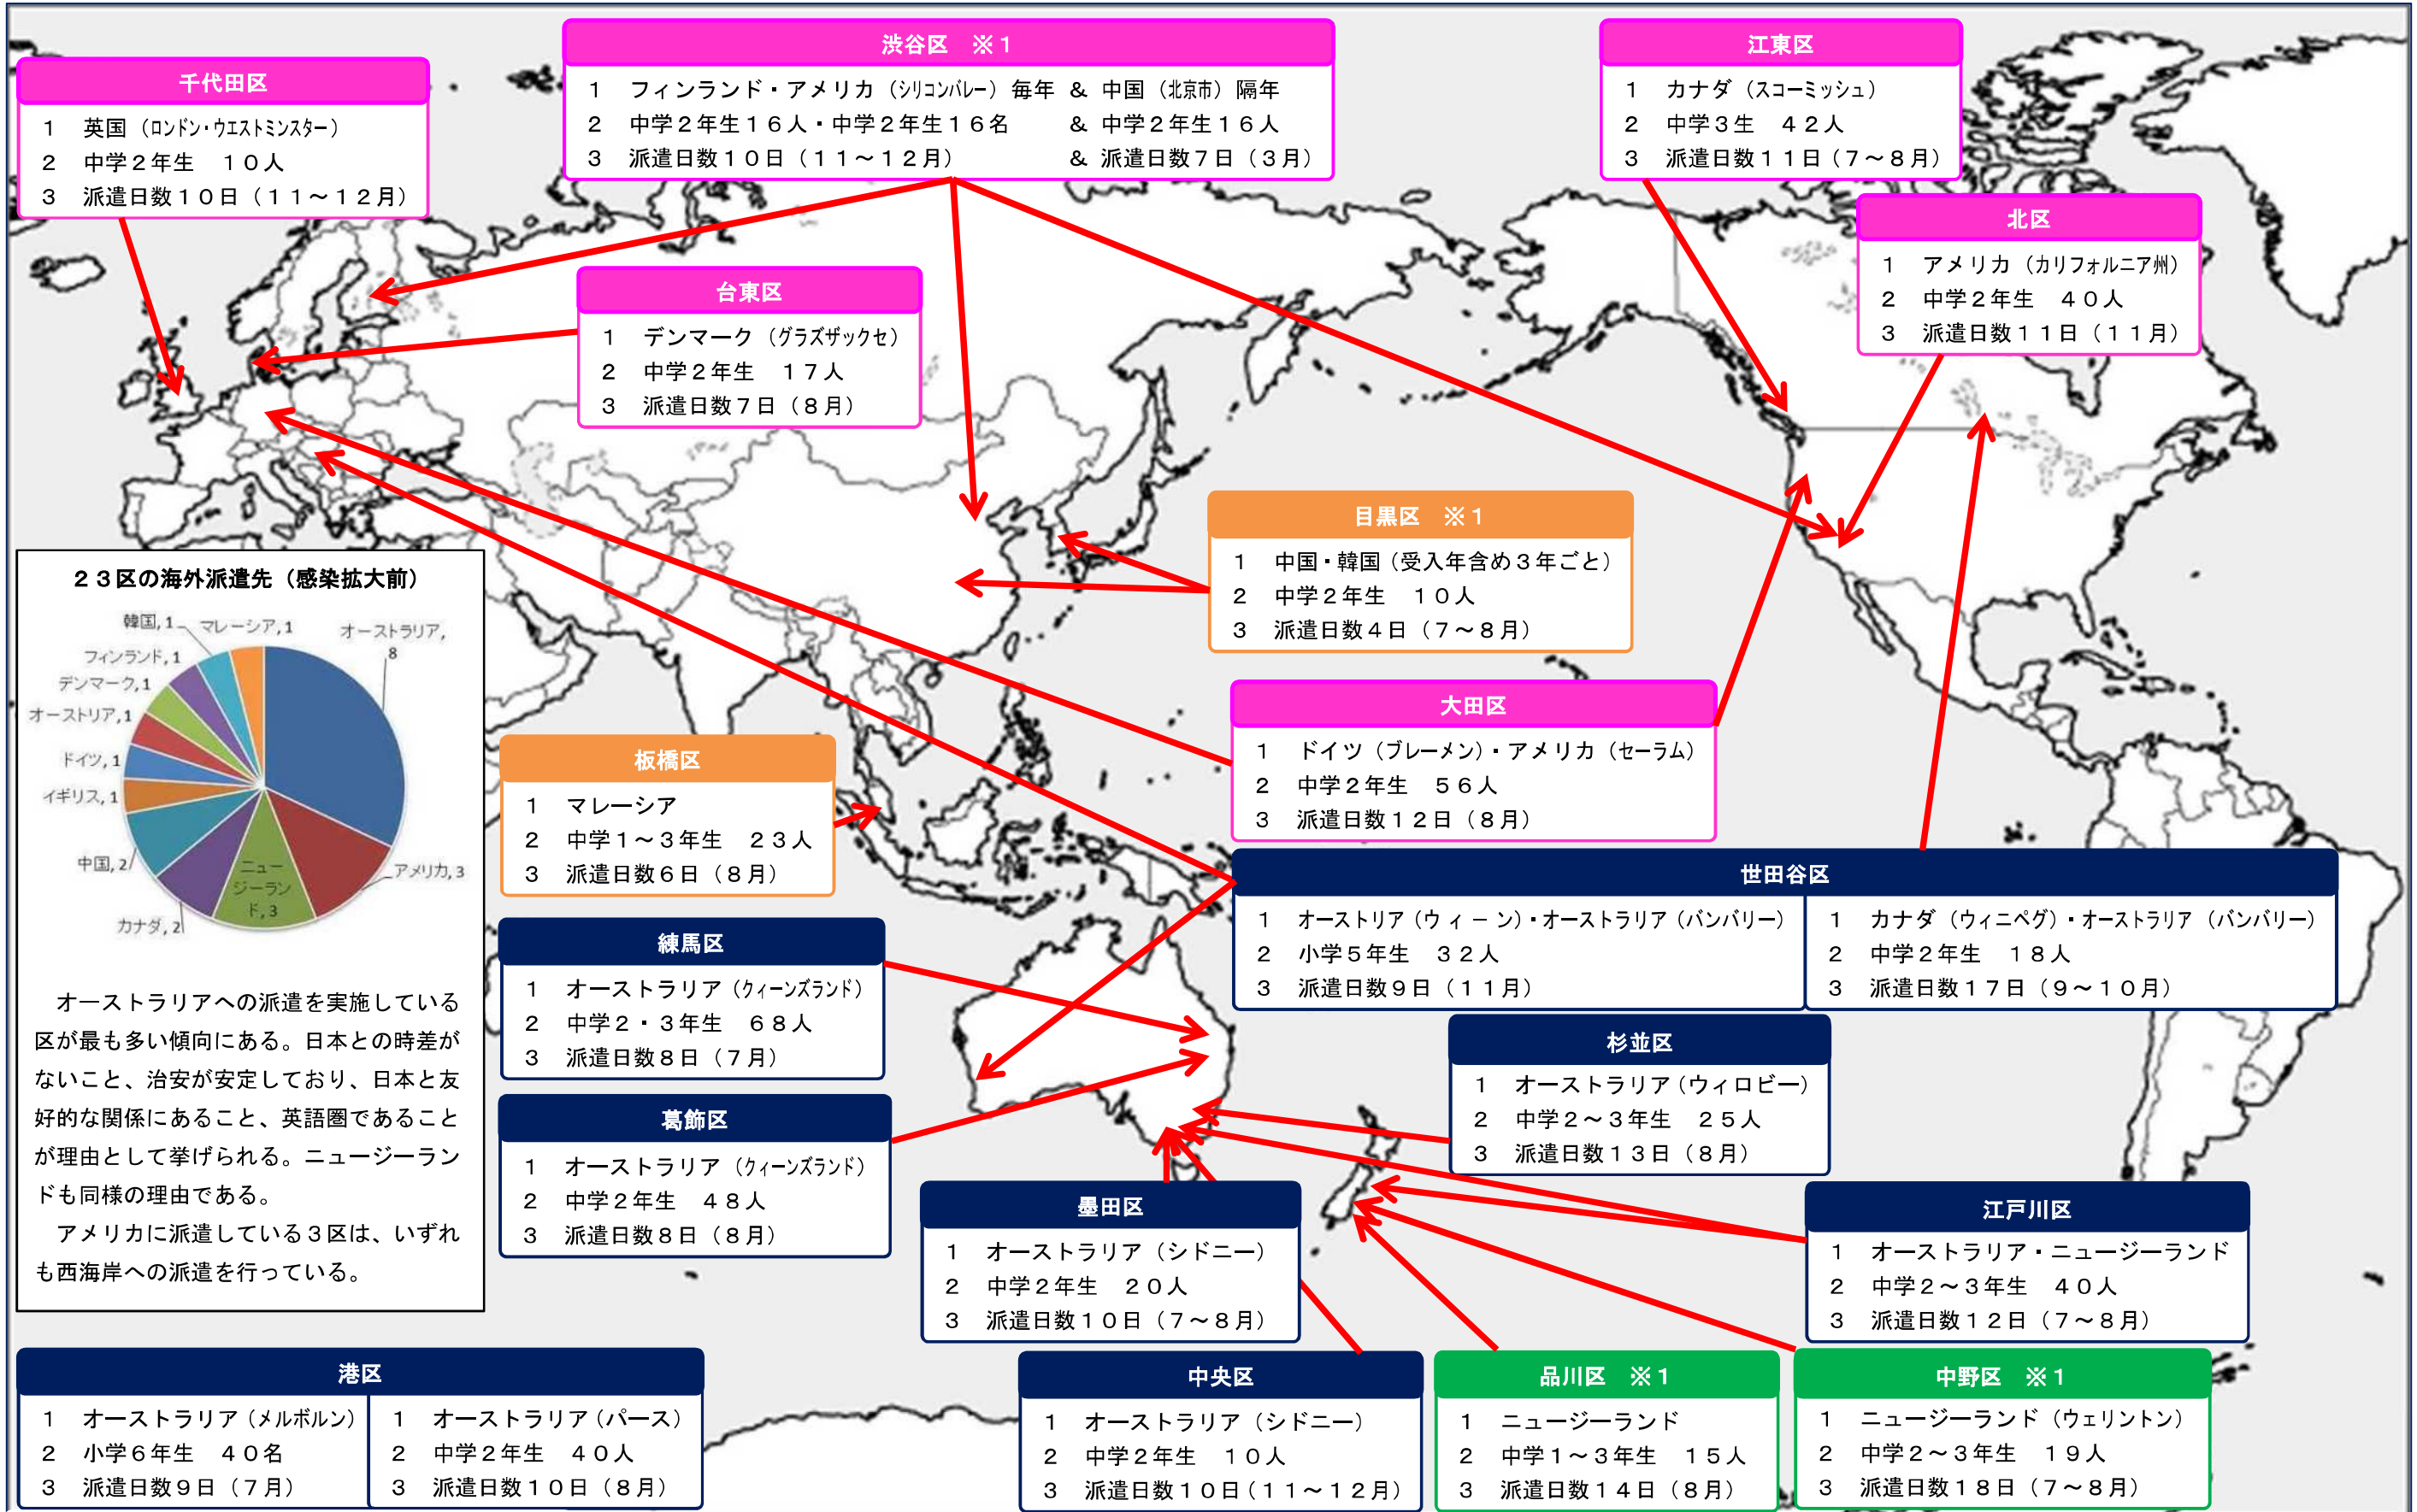 千代田区
1　英国（ロンドン・ウエストミンスター）
2　中学２年生　１０人
3　派遣日数１０日（１１～１２月）
渋谷区　※１
1　フィンランド・アメリカ（シリコンバレー）毎年　＆　中国（北京市）隔年
2　中学２年生１６人・中学２年生１６名　＆　中学２年生１６人
3　派遣日数１０日（１１～１２月）　＆　派遣日数７日（３月）
江東区
1　カナダ（スコーミッシュ）
2　中学３生　４２人
3　派遣日数１１日（７～８月）
北区
1　アメリカ（カリフォルニア州）
2　中学２年生　４０人
3　派遣日数１１日（１１月）
台東区
1　デンマーク（グラズザックセ）
2　中学２年生　１７人
3　派遣日数７日（８月）
目黒区　※１
1　中国・韓国（受入年含め３年ごと）
2　中学２年生　１０人
3　派遣日数４日（７～８月）
２３区の海外派遣先（感染拡大前）
韓国, 1
マレーシア, 1
オーストラリア, 8
フィンランド, 1
デンマーク, 1
オーストリア, 1
ドイツ, 1
イギリス, 1
中国, 2
カナダ, 2
ニュージーランド, 3
アメリカ, 3
　オーストラリアへの派遣を実施している
区が最も多い傾向にある。日本との時差が
ないこと、治安が安定しており、日本と友
好的な関係にあること、英語圏であること
が理由として挙げられる。ニュージーラン
ドも同様の理由である。
　アメリカに派遣している３区は、いずれ
も西海岸への派遣を行っている。
大田区
1　ドイツ（ブレーメン）・アメリカ（セーラム）
2　中学２年生　５６人
3　派遣日数１２日（８月）
板橋区
1　マレーシア
2　中学１～３年生　２３人
3　派遣日数６日（８月）
世田谷区
1　オーストリア（ウィーン）・オーストラリア（バンバリー）
2　小学５年生　３２人
3　派遣日数９日（１１月）
1　カナダ（ウィニペグ）・オーストラリア（バンバリー）
2　中学２年生　１８人
3　派遣日数１７日（９～１０月）
練馬区
1　オーストラリア（クィーンズランド）
2　中学２・３年生　６８人
3　派遣日数８日（７月）
杉並区
1　オーストラリア（ウィロビー）
2　中学２～３年生　２５人
3　派遣日数１３日（８月）
葛飾区
1　オーストラリア（クィーンズランド）
2　中学２年生　４８人
3　派遣日数８日（８月）
墨田区
1　オーストラリア（シドニー）
2　中学２年生　２０人
3　派遣日数１０日（７～８月）
江戸川区
1　オーストラリア・ニュージーランド
2　中学２～３年生　４０人
3　派遣日数１２日（７～８月）
港区
1　オーストラリア（メルボルン）
2　小学６年生　４０名
3　派遣日数９日（７月）
1　オーストラリア（パース）
2　中学２年生　４０人
3　派遣日数１０日（８月）
中央区
1　オーストラリア（シドニー）
2　中学２年生　１０人
3　派遣日数１０日（１１～１２月）
品川区　※１
1　ニュージーランド
2　中学１～３年生　１５人
3　派遣日数１４日（８月）
中野区　※１
1　ニュージーランド（ウェリントン）
2　中学２～３年生　１９人
3　派遣日数１８日（７～８月）